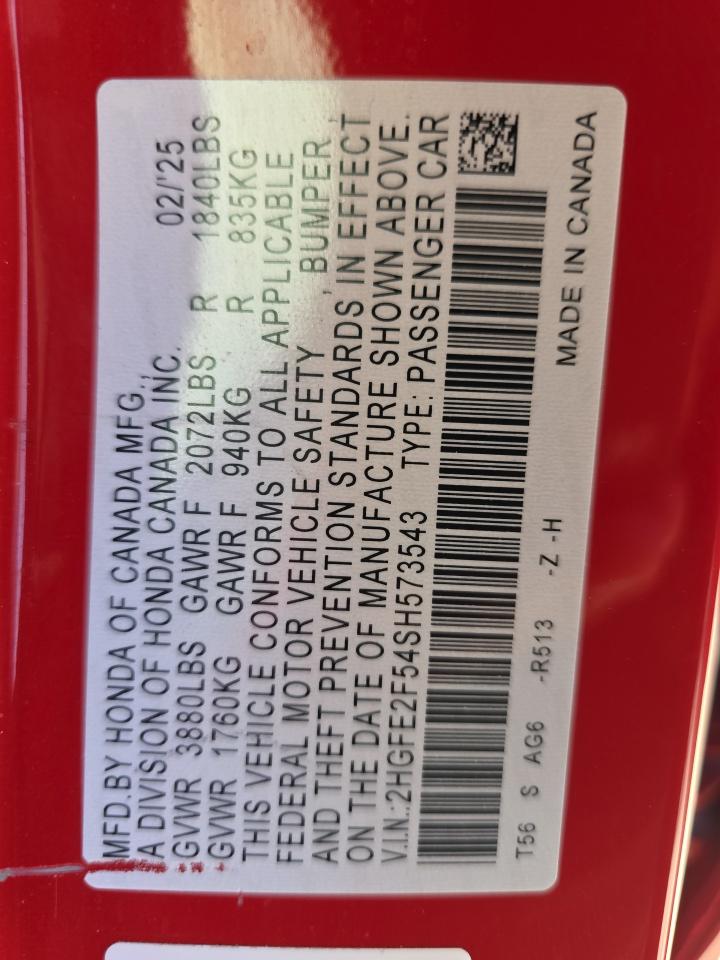 MFD.BY HONDA OF CANADA MFG.,
A DIVISION OF HONDA CANADA INC. 02/'25
GVWR 3880LBS GAWR F 2072LBS R 1840LBS
GVWR 1760KG GAWR F 940KG R 835KG
THIS VEHICLE CONFORMS TO ALL APPLICABLE
FEDERAL MOTOR VEHICLE SAFETY , BUMPER ,
AND THEFT PREVENTION STANDARDS IN EFFECT
ON THE DATE OF MANUFACTURE SHOWN ABOVE.
V.I.N.:2HGFE2F54SH573543 TYPE: PASSENGER CAR
T56 S AG6 -R513 -Z -H MADE IN CANADA